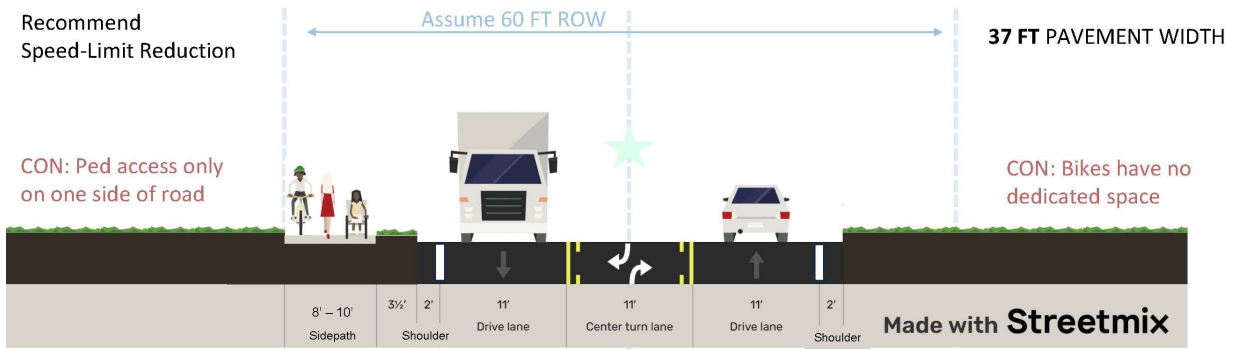 Recommend
Speed-Limit Reduction
Assume 60 FT ROW
37 FT PAVEMENT WIDTH
CON: Ped access only
on one side of road
CON: Bikes have no
dedicated space
8' – 10'
Sidepath
3½'
2'
Shoulder
11'
Drive lane
11'
Center turn lane
11'
Drive lane
2'
Shoulder
Made with Streetmix